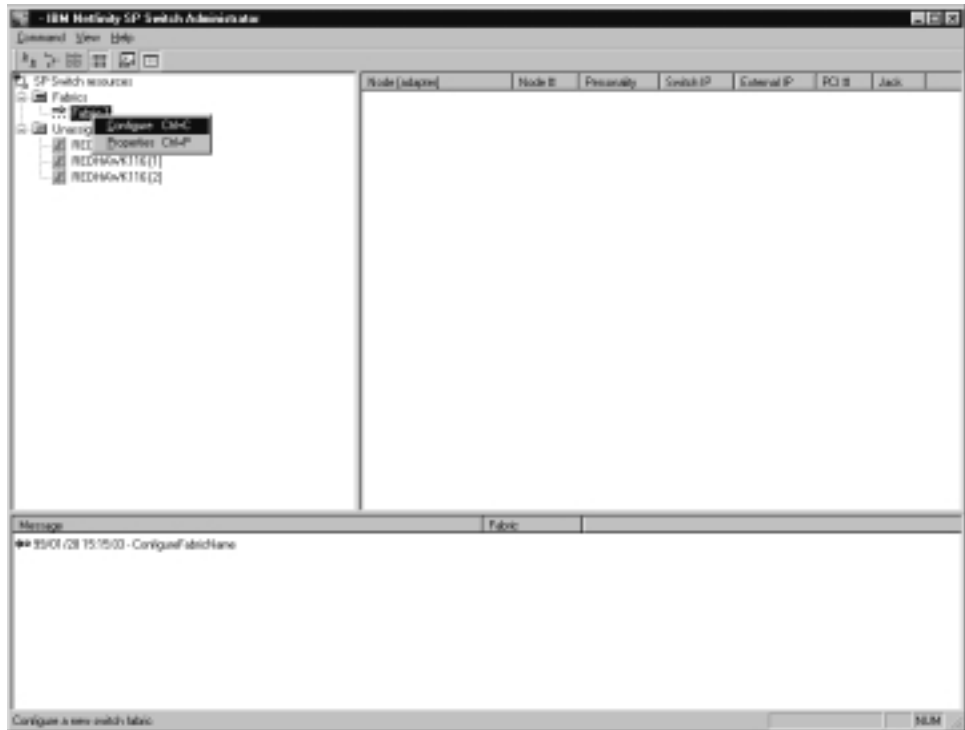 - IBM Netfinity SP Switch Administrator
Command View Help
SP Switch resources
Fabrics
Configure Ctrl+C
Properties Ctrl+P
REDHAWK116(1)
REDHAWK116(2)
Node [adapter] Node # Personality Switch IP External IP PCI # Jack
Message Fabric
99/01/28 15:15:03 - ConfigureFabricName
Configure a new switch fabric
NUM